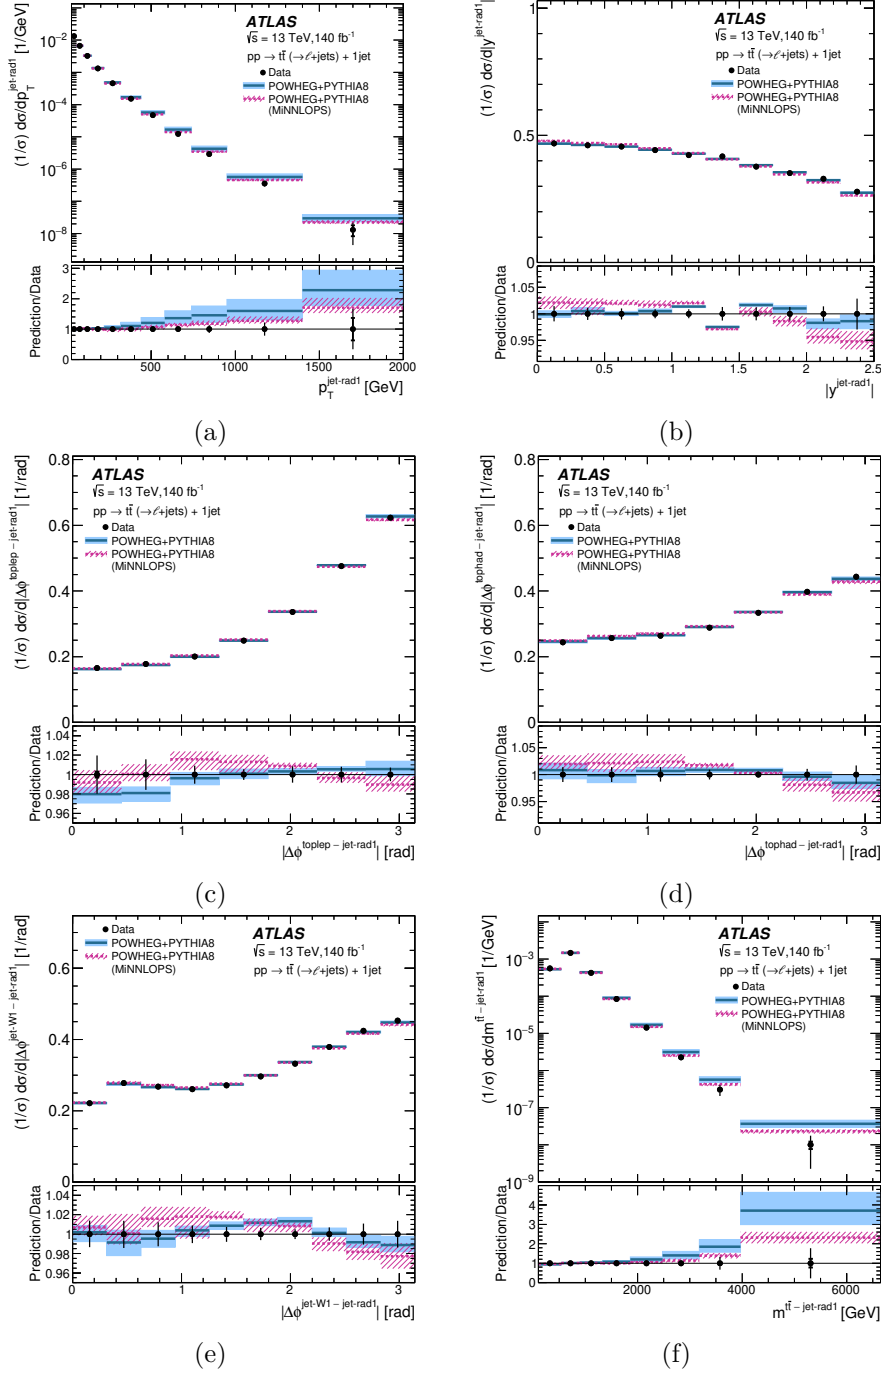 ATLAS
√s = 13 TeV,140 fb⁻¹
pp → tt̄ (→ℓ+jets) + 1jet
Data
POWHEG+PYTHIA8
POWHEG+PYTHIA8
(MiNNLOPS)
(1/σ) dσ/dp_T^jet-rad1 [1/GeV]
10⁻²
10⁻⁴
10⁻⁶
10⁻⁸
Prediction/Data
3
2
1
0
500 1000 1500 2000
p_T^jet-rad1 [GeV]
(a)
ATLAS
√s = 13 TeV,140 fb⁻¹
pp → tt̄ (→ℓ+jets) + 1jet
Data
POWHEG+PYTHIA8
POWHEG+PYTHIA8
(MiNNLOPS)
(1/σ) dσ/d|y^jet-rad1|
1
0.5
0
Prediction/Data
1.05
1
0.95
0 0.5 1 1.5 2 2.5
|y^jet-rad1|
(b)
ATLAS
√s = 13 TeV,140 fb⁻¹
pp → tt̄ (→ℓ+jets) + 1jet
Data
POWHEG+PYTHIA8
POWHEG+PYTHIA8
(MiNNLOPS)
(1/σ) dσ/d|Δϕ^toplep – jet-rad1| [1/rad]
0.8
0.6
0.4
0.2
0
Prediction/Data
1.04
1.02
1
0.98
0.96
0 1 2 3
|Δϕ^toplep – jet-rad1| [rad]
(c)
ATLAS
√s = 13 TeV,140 fb⁻¹
pp → tt̄ (→ℓ+jets) + 1jet
Data
POWHEG+PYTHIA8
POWHEG+PYTHIA8
(MiNNLOPS)
(1/σ) dσ/d|Δϕ^tophad – jet-rad1| [1/rad]
0.8
0.6
0.4
0.2
0
Prediction/Data
1.05
1
0.95
0 1 2 3
|Δϕ^tophad – jet-rad1| [rad]
(d)
Data
POWHEG+PYTHIA8
POWHEG+PYTHIA8
(MiNNLOPS)
ATLAS
√s = 13 TeV,140 fb⁻¹
pp → tt̄ (→ℓ+jets) + 1jet
(1/σ) dσ/d|Δϕ^jet-W1 – jet-rad1| [1/rad]
0.6
0.4
0.2
0
Prediction/Data
1.04
1.02
1
0.98
0.96
0 1 2 3
|Δϕ^jet-W1 – jet-rad1| [rad]
(e)
ATLAS
√s = 13 TeV,140 fb⁻¹
pp → tt̄ (→ℓ+jets) + 1jet
Data
POWHEG+PYTHIA8
POWHEG+PYTHIA8
(MiNNLOPS)
(1/σ) dσ/dm^tt̄ – jet-rad1 [1/GeV]
10⁻³
10⁻⁵
10⁻⁷
10⁻⁹
Prediction/Data
4
3
2
1
0
2000 4000 6000
m^tt̄ – jet-rad1 [GeV]
(f)